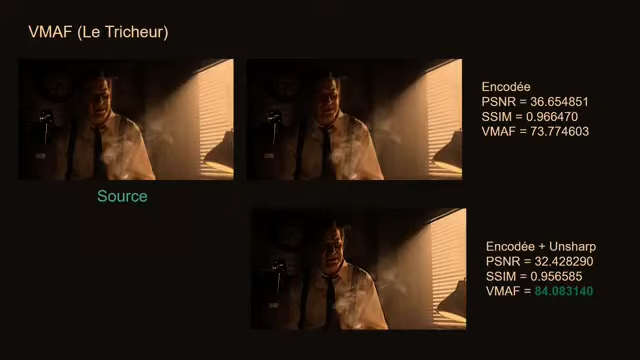 VMAF (Le Tricheur)
Encodée
PSNR = 36.654851
SSIM = 0.966470
VMAF = 73.774603
Source
Encodée + Unsharp
PSNR = 32.428290
SSIM = 0.956585
VMAF = 84.083140